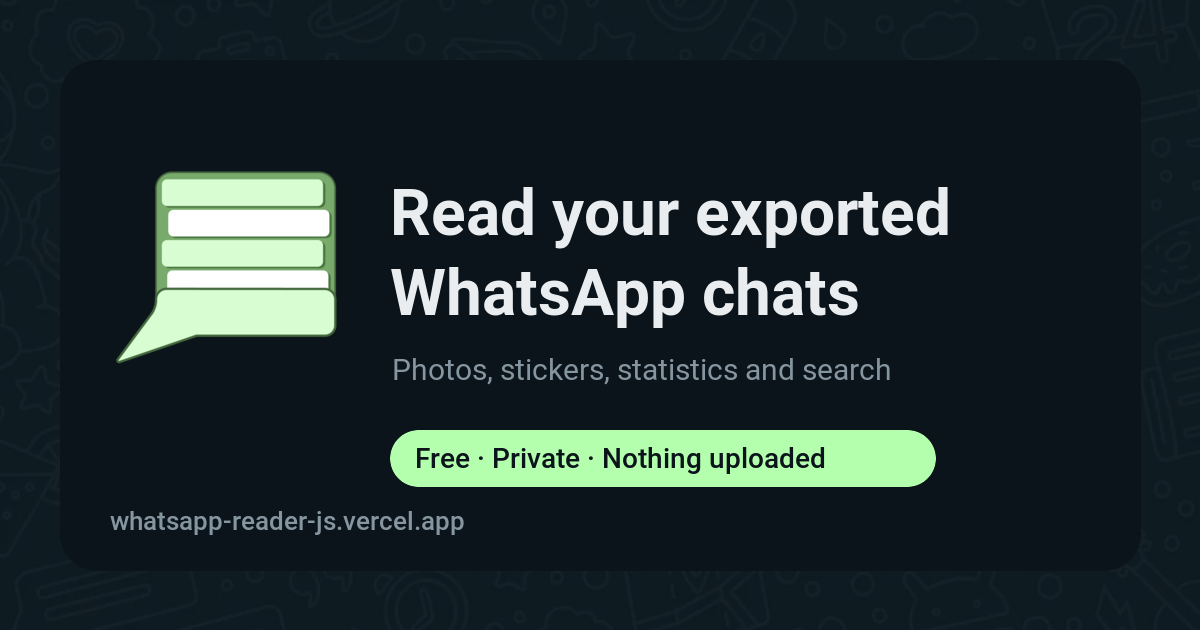 Read your exported
WhatsApp chats
Photos, stickers, statistics and search
Free · Private · Nothing uploaded
whatsapp-reader-js.vercel.app